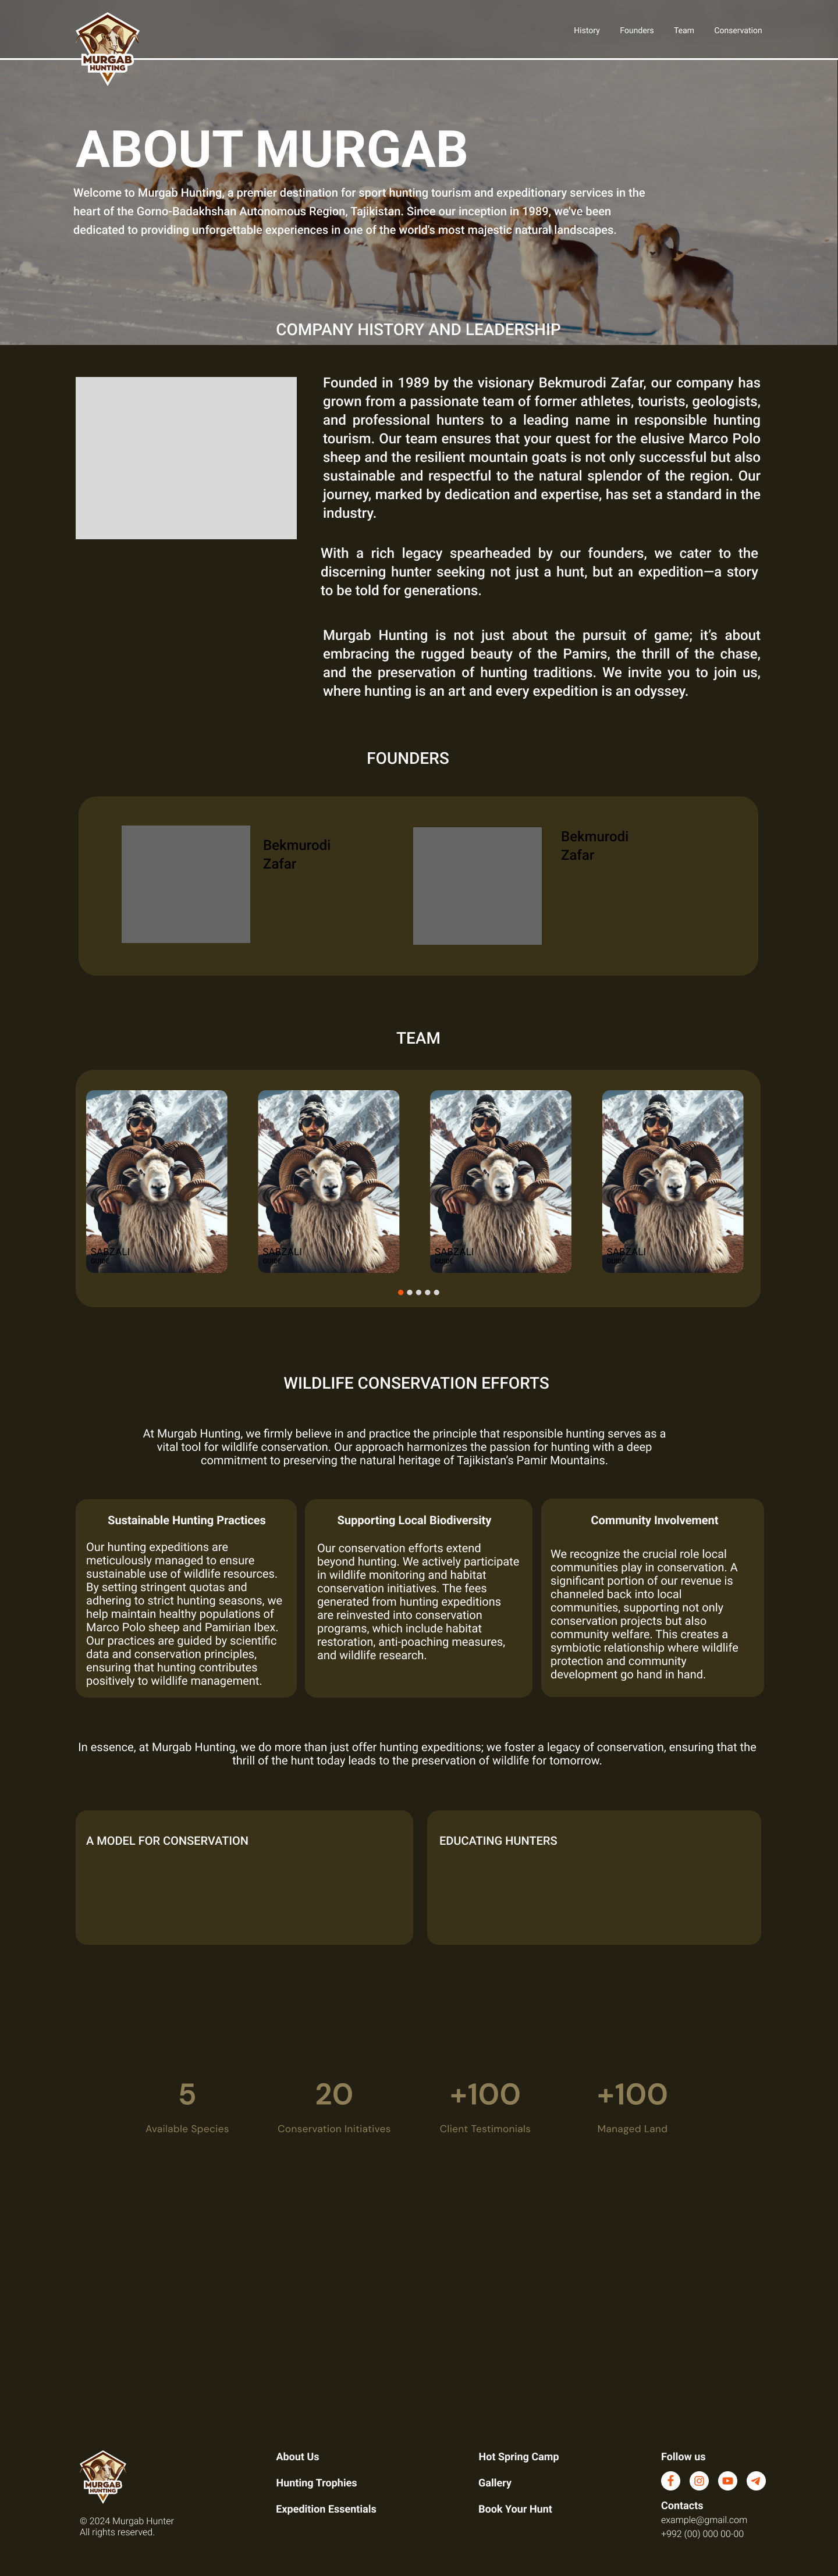 MURGAB
HUNTING
History
Founders
Team
Conservation
ABOUT MURGAB
Welcome to Murgab Hunting, a premier destination for sport hunting tourism and expeditionary services in the
heart of the Gorno-Badakhshan Autonomous Region, Tajikistan. Since our inception in 1989, we've been
dedicated to providing unforgettable experiences in one of the world's most majestic natural landscapes.
COMPANY HISTORY AND LEADERSHIP
Founded in 1989 by the visionary Bekmurodi Zafar, our company has
grown from a passionate team of former athletes, tourists, geologists,
and professional hunters to a leading name in responsible hunting
tourism. Our team ensures that your quest for the elusive Marco Polo
sheep and the resilient mountain goats is not only successful but also
sustainable and respectful to the natural splendor of the region. Our
journey, marked by dedication and expertise, has set a standard in the
industry.
With a rich legacy spearheaded by our founders, we cater to the
discerning hunter seeking not just a hunt, but an expedition—a story
to be told for generations.
Murgab Hunting is not just about the pursuit of game; it's about
embracing the rugged beauty of the Pamirs, the thrill of the chase,
and the preservation of hunting traditions. We invite you to join us,
where hunting is an art and every expedition is an odyssey.
FOUNDERS
Bekmurodi
Zafar
Bekmurodi
Zafar
TEAM
SABZALI
GUIDE
SABZALI
GUIDE
SABZALI
GUIDE
SABZALI
GUIDE
WILDLIFE CONSERVATION EFFORTS
At Murgab Hunting, we firmly believe in and practice the principle that responsible hunting serves as a
vital tool for wildlife conservation. Our approach harmonizes the passion for hunting with a deep
commitment to preserving the natural heritage of Tajikistan's Pamir Mountains.
Sustainable Hunting Practices
Our hunting expeditions are
meticulously managed to ensure
sustainable use of wildlife resources.
By setting stringent quotas and
adhering to strict hunting seasons, we
help maintain healthy populations of
Marco Polo sheep and Pamirian Ibex.
Our practices are guided by scientific
data and conservation principles,
ensuring that hunting contributes
positively to wildlife management.
Supporting Local Biodiversity
Our conservation efforts extend
beyond hunting. We actively participate
in wildlife monitoring and habitat
conservation initiatives. The fees
generated from hunting expeditions
are reinvested into conservation
programs, which include habitat
restoration, anti-poaching measures,
and wildlife research.
Community Involvement
We recognize the crucial role local
communities play in conservation. A
significant portion of our revenue is
channeled back into local
communities, supporting not only
conservation projects but also
community welfare. This creates a
symbiotic relationship where wildlife
protection and community
development go hand in hand.
In essence, at Murgab Hunting, we do more than just offer hunting expeditions; we foster a legacy of conservation, ensuring that the
thrill of the hunt today leads to the preservation of wildlife for tomorrow.
A MODEL FOR CONSERVATION
EDUCATING HUNTERS
5
Available Species
20
Conservation Initiatives
+100
Client Testimonials
+100
Managed Land
MURGAB
HUNTING
© 2024 Murgab Hunter
All rights reserved.
About Us
Hunting Trophies
Expedition Essentials
Hot Spring Camp
Gallery
Book Your Hunt
Follow us
Contacts
example@gmail.com
+992 (00) 000 00-00